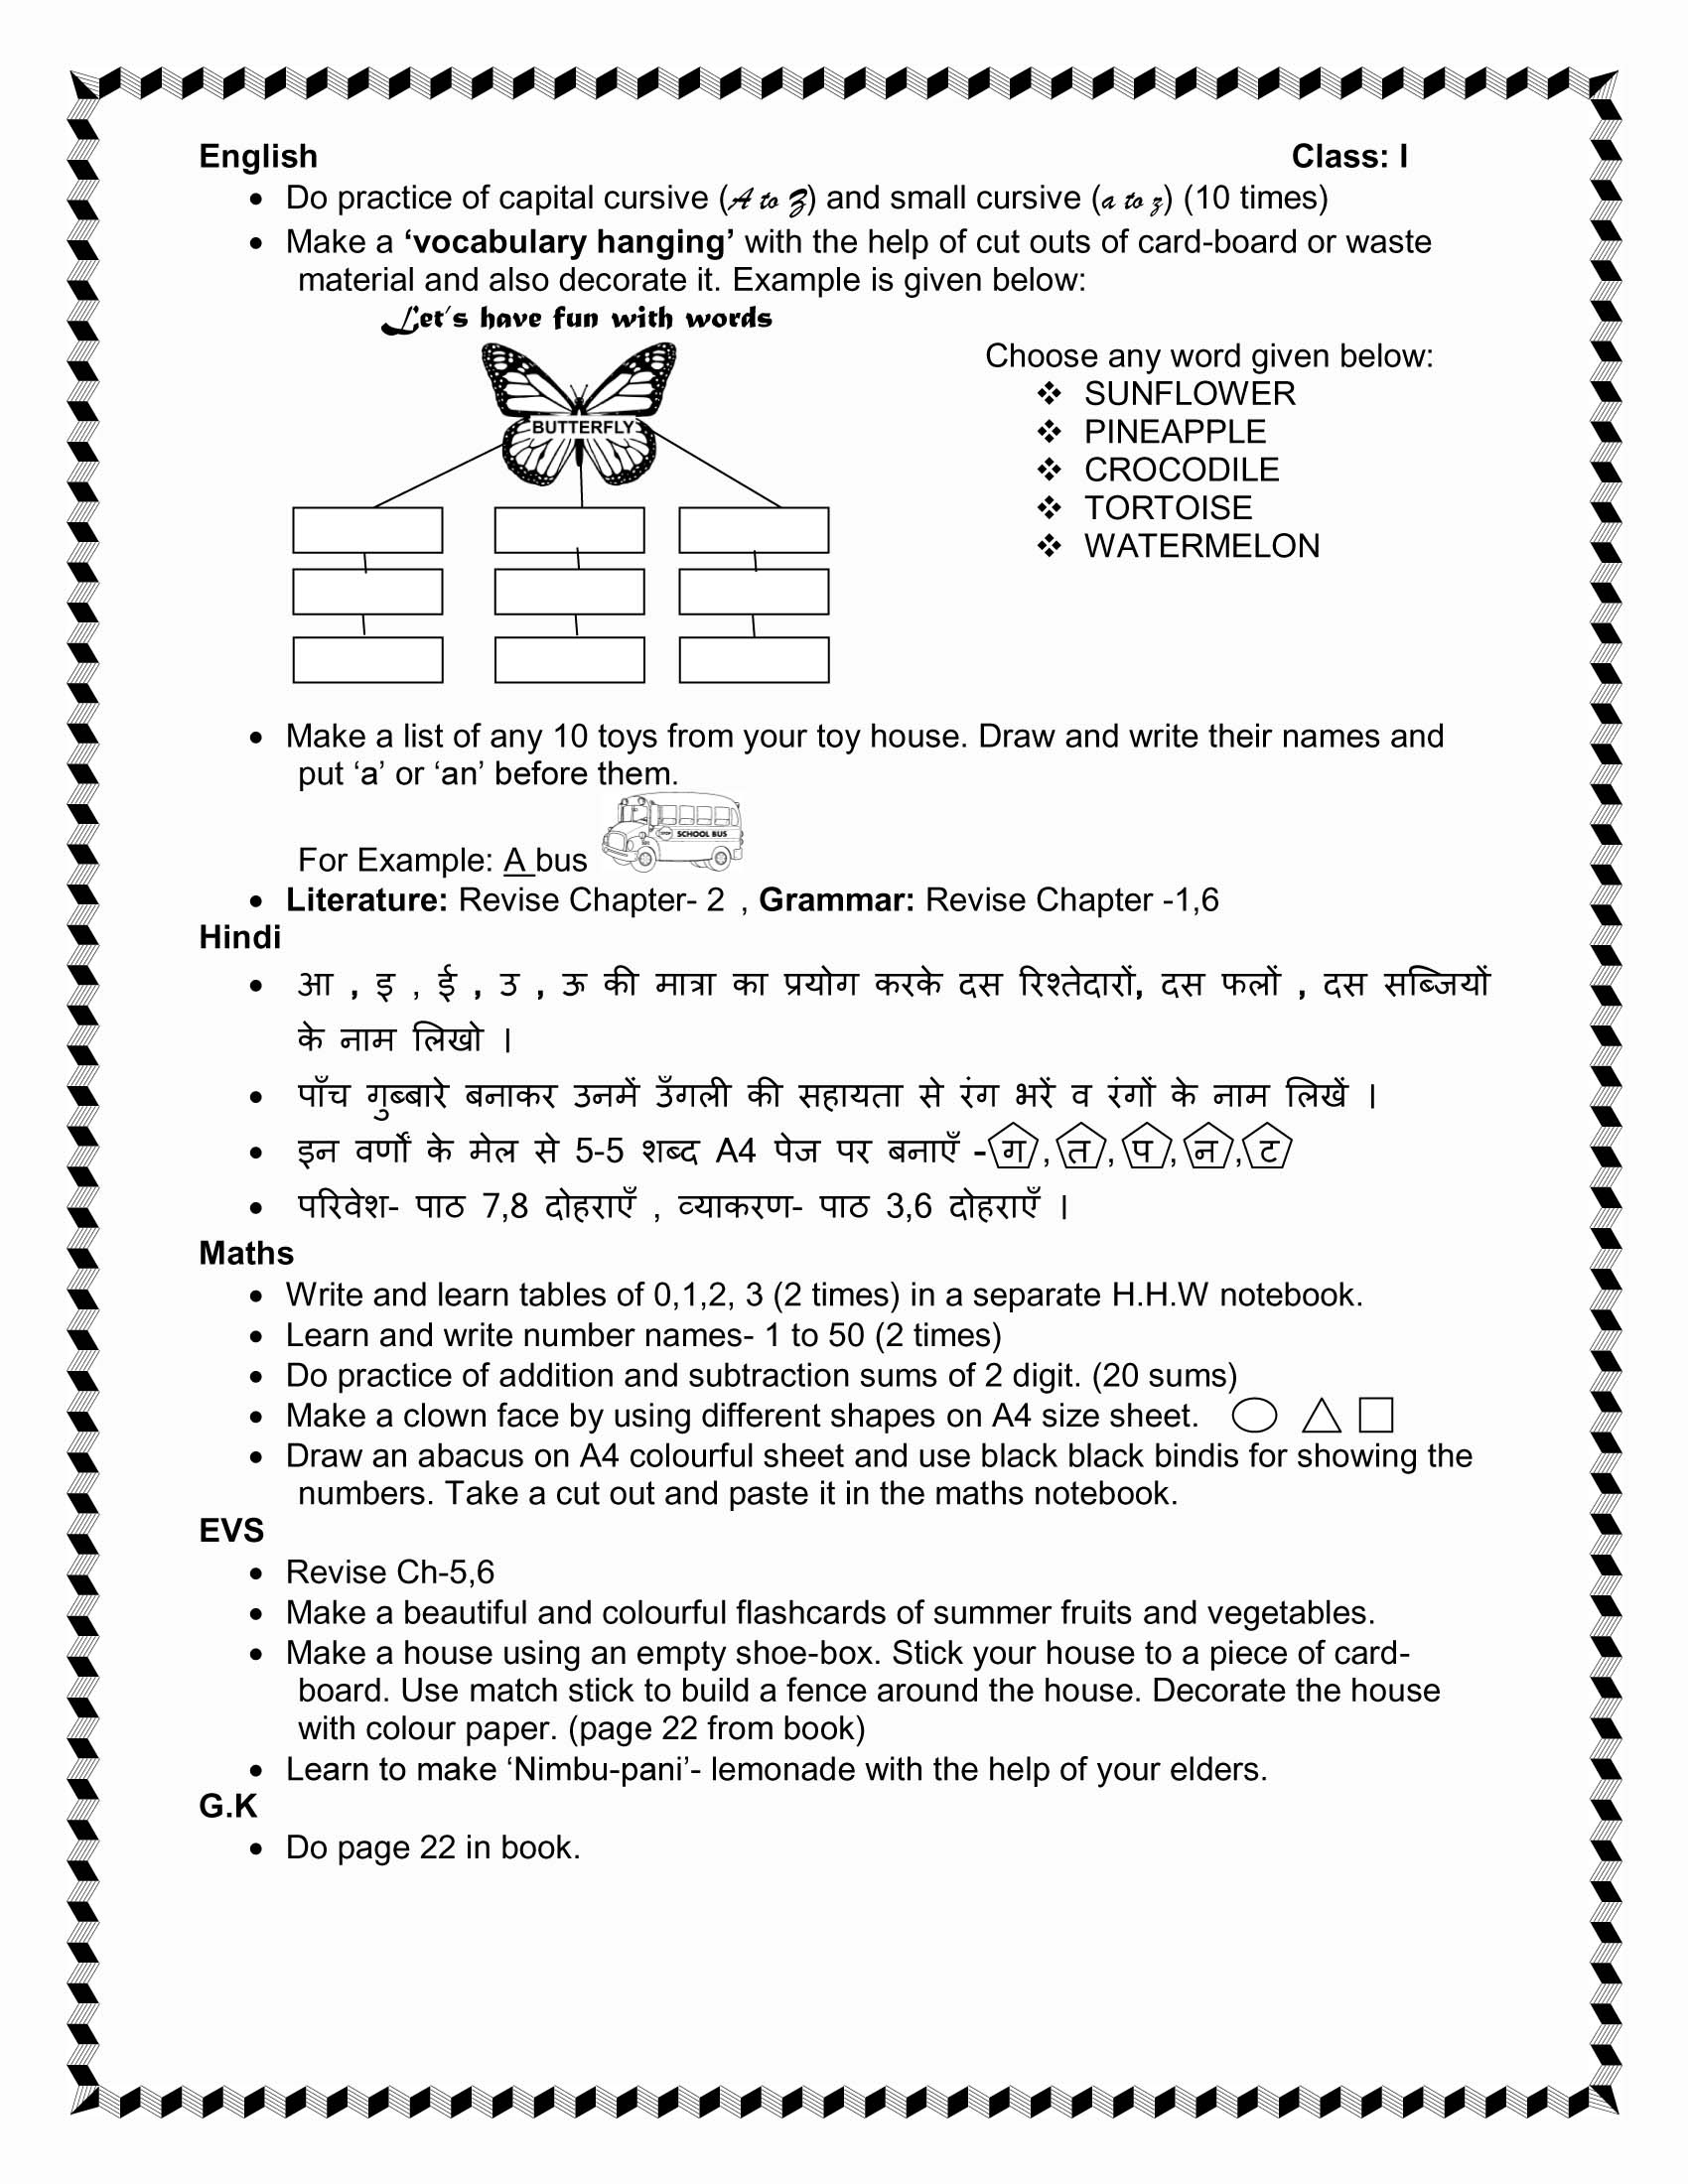 English Class: I
• Do practice of capital cursive (A to Z) and small cursive (a to z) (10 times)
• Make a ‘vocabulary hanging’ with the help of cut outs of card-board or waste
material and also decorate it. Example is given below:
Let's have fun with words
BUTTERFLY
Choose any word given below:
❖ SUNFLOWER
❖ PINEAPPLE
❖ CROCODILE
❖ TORTOISE
❖ WATERMELON
• Make a list of any 10 toys from your toy house. Draw and write their names and
put ‘a’ or ‘an’ before them.
SCHOOL BUS
For Example: A bus
• Literature: Revise Chapter- 2 , Grammar: Revise Chapter -1,6
Hindi
• आ , इ , ई , उ , ऊ की मात्रा का प्रयोग करके दस रिश्तेदारों, दस फलों , दस सब्जियों
के नाम लिखो ।
• पाँच गुब्बारे बनाकर उनमें उँगली की सहायता से रंग भरें व रंगों के नाम लिखें ।
• इन वर्णों के मेल से 5-5 शब्द A4 पेज पर बनाएँ -ग, त, प, न, ट
• परिवेश- पाठ 7,8 दोहराएँ , व्याकरण- पाठ 3,6 दोहराएँ ।
Maths
• Write and learn tables of 0,1,2, 3 (2 times) in a separate H.H.W notebook.
• Learn and write number names- 1 to 50 (2 times)
• Do practice of addition and subtraction sums of 2 digit. (20 sums)
• Make a clown face by using different shapes on A4 size sheet.
• Draw an abacus on A4 colourful sheet and use black black bindis for showing the
numbers. Take a cut out and paste it in the maths notebook.
EVS
• Revise Ch-5,6
• Make a beautiful and colourful flashcards of summer fruits and vegetables.
• Make a house using an empty shoe-box. Stick your house to a piece of card-
board. Use match stick to build a fence around the house. Decorate the house
with colour paper. (page 22 from book)
• Learn to make ‘Nimbu-pani’- lemonade with the help of your elders.
G.K
• Do page 22 in book.